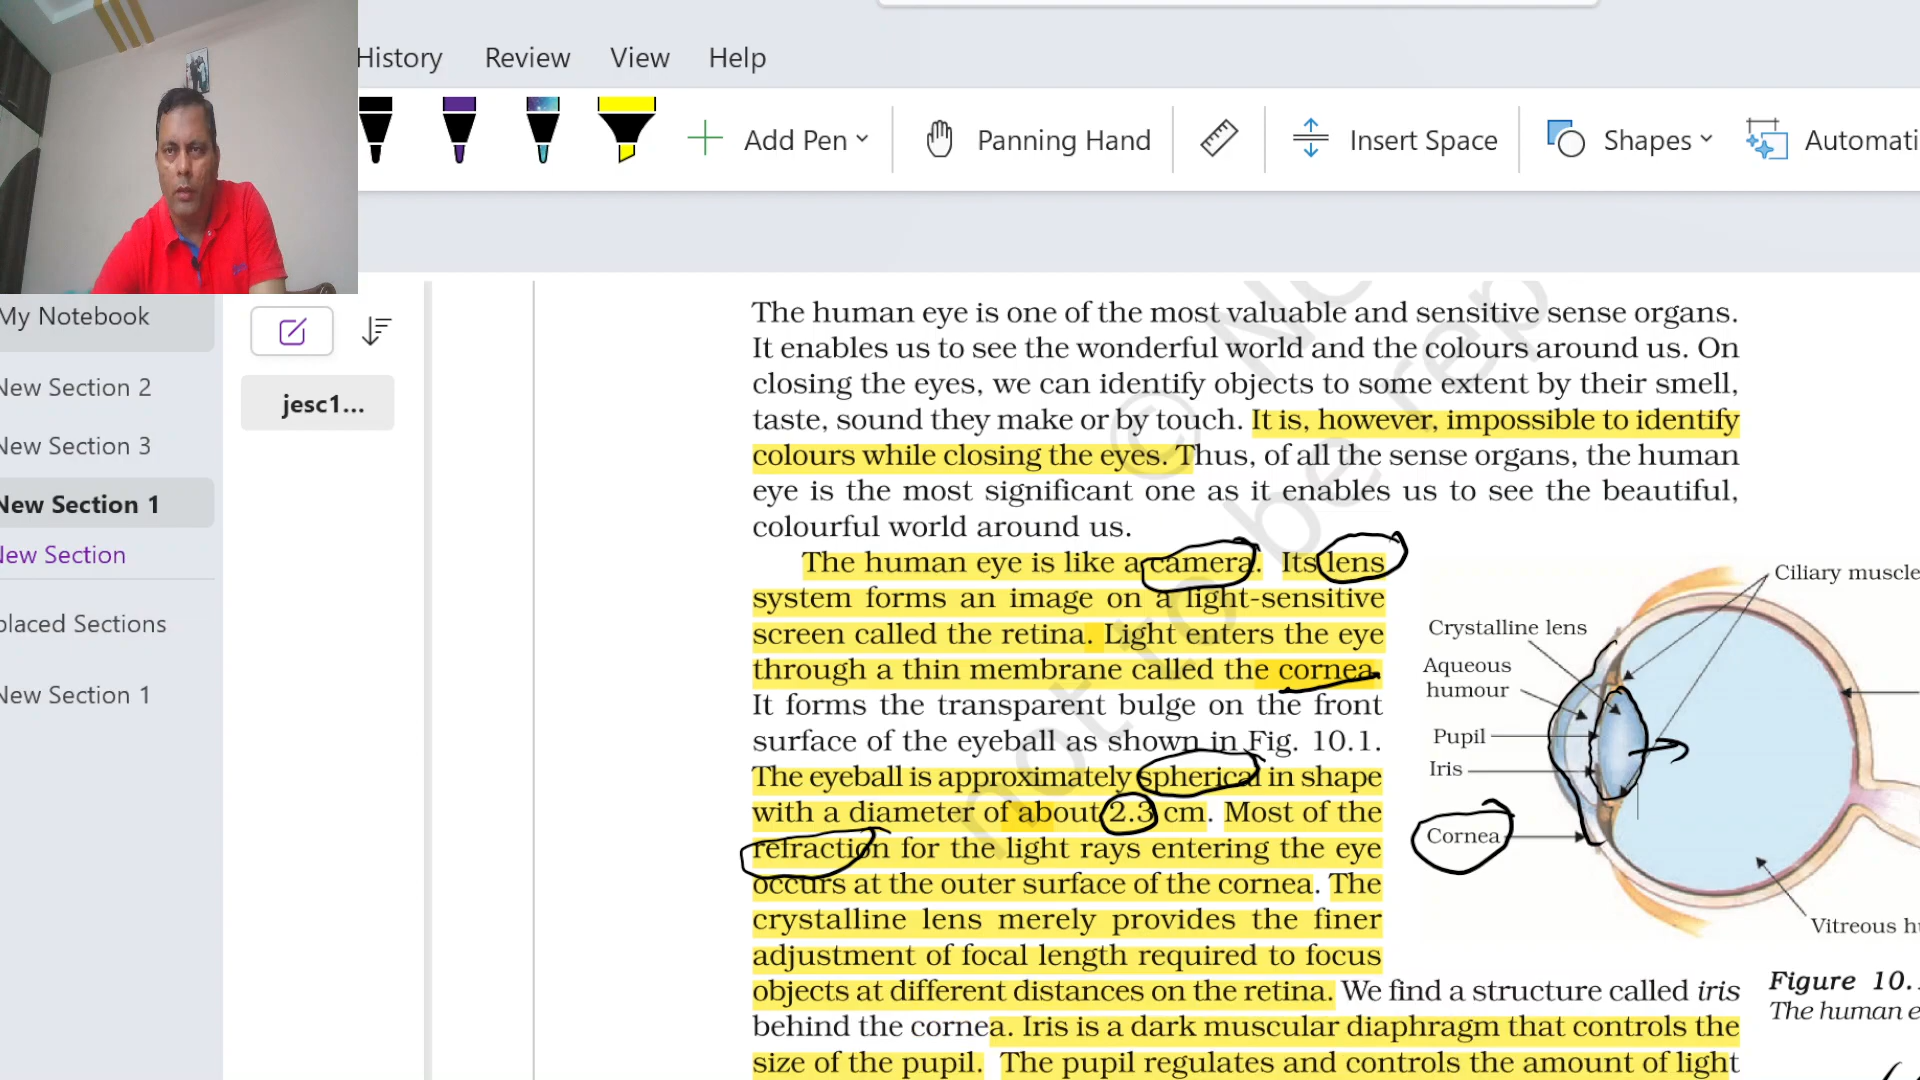 History Review View Help
Add Pen Panning Hand Insert Space Shapes
My Notebook
New Section 2
New Section 3
New Section 1
New Section
placed Sections
New Section 1
jesc1...
The human eye is one of the most valuable and sensitive sense organs.
It enables us to see the wonderful world and the colours around us. On
closing the eyes, we can identify objects to some extent by their smell,
taste, sound they make or by touch. It is, however, impossible to identify
colours while closing the eyes. Thus, of all the sense organs, the human
eye is the most significant one as it enables us to see the beautiful,
colourful world around us.
The human eye is like a camera. Its lens
system forms an image on a light-sensitive
screen called the retina. Light enters the eye
through a thin membrane called the cornea.
It forms the transparent bulge on the front
surface of the eyeball as shown in Fig. 10.1.
The eyeball is approximately spherical in shape
with a diameter of about 2.3 cm. Most of the
refraction for the light rays entering the eye
occurs at the outer surface of the cornea. The
crystalline lens merely provides the finer
adjustment of focal length required to focus
objects at different distances on the retina. We find a structure called iris
behind the cornea. Iris is a dark muscular diaphragm that controls the
size of the pupil. The pupil regulates and controls the amount of light
Ciliary muscle
Crystalline lens
Aqueous
humour
Pupil
Iris
Cornea
Vitreous
Figure 10.
The human
© not to be rep